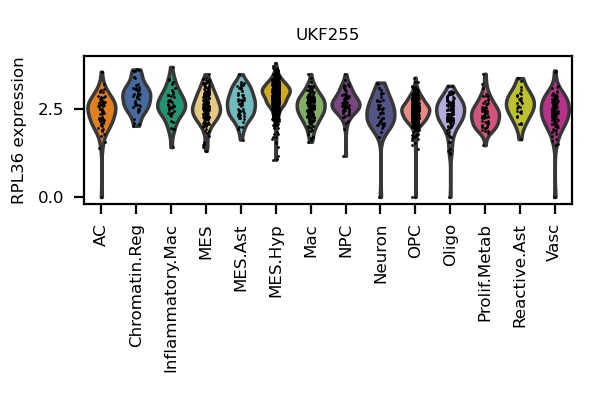 UKF255
RPL36 expression
2.5
0.0
AC
Chromatin.Reg
Inflammatory.Mac
MES
MES.Ast
MES.Hyp
Mac
NPC
Neuron
OPC
Oligo
Prolif.Metab
Reactive.Ast
Vasc